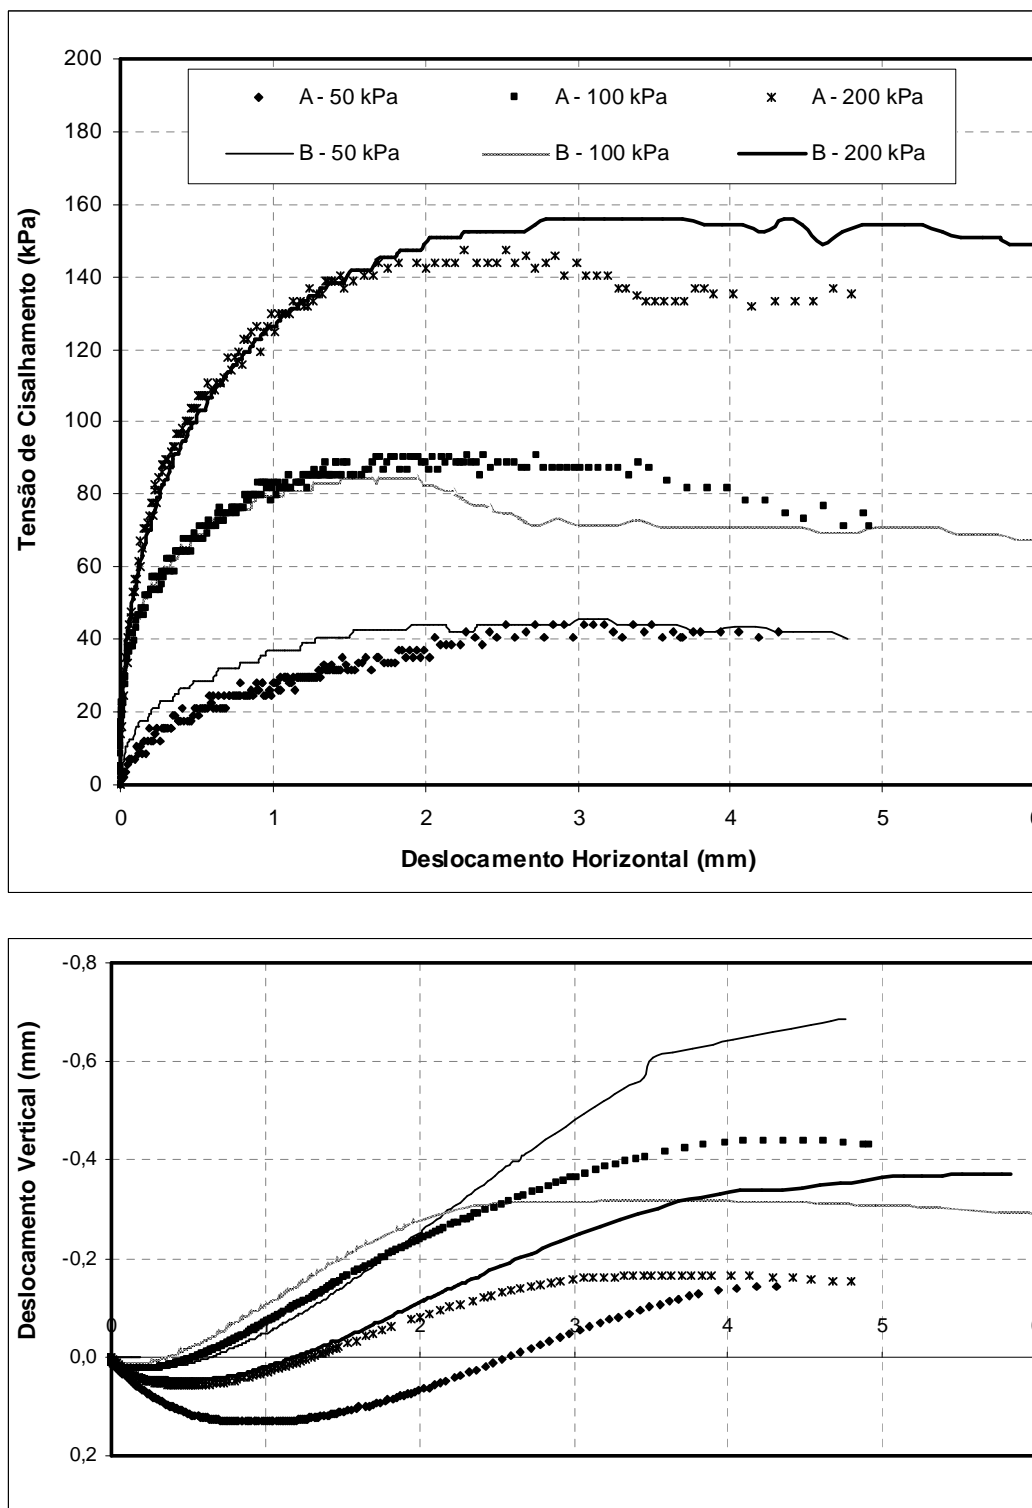 200
180
160
140
120
100
80
60
40
20
0
Tensão de Cisalhamento (kPa)
A - 50 kPa A - 100 kPa A - 200 kPa
B - 50 kPa B - 100 kPa B - 200 kPa
0 1 2 3 4 5
Deslocamento Horizontal (mm)
-0,8
-0,6
-0,4
-0,2
0,0
0,2
Deslocamento Vertical (mm)
0 1 2 3 4 5